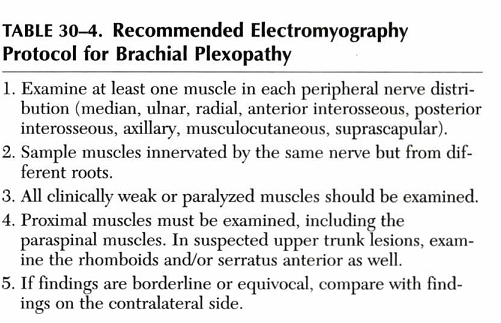 TABLE 30–4. Recommended Electromyography
Protocol for Brachial Plexopathy
1. Examine at least one muscle in each peripheral nerve distri-
bution (median, ulnar, radial, anterior interosseous, posterior
interosseous, axillary, musculocutaneous, suprascapular).
2. Sample muscles innervated by the same nerve but from dif-
ferent roots.
3. All clinically weak or paralyzed muscles should be examined.
4. Proximal muscles must be examined, including the
paraspinal muscles. In suspected upper trunk lesions, exam-
ine the rhomboids and/or serratus anterior as well.
5. If findings are borderline or equivocal, compare with find-
ings on the contralateral side.